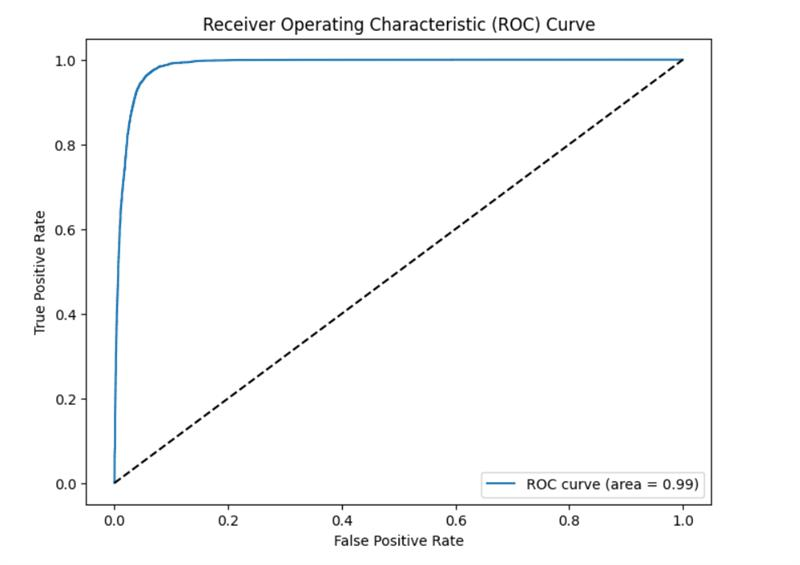 Receiver Operating Characteristic (ROC) Curve
1.0
0.8
0.6
0.4
0.2
0.0
True Positive Rate
ROC curve (area = 0.99)
0.0 0.2 0.4 0.6 0.8 1.0
False Positive Rate